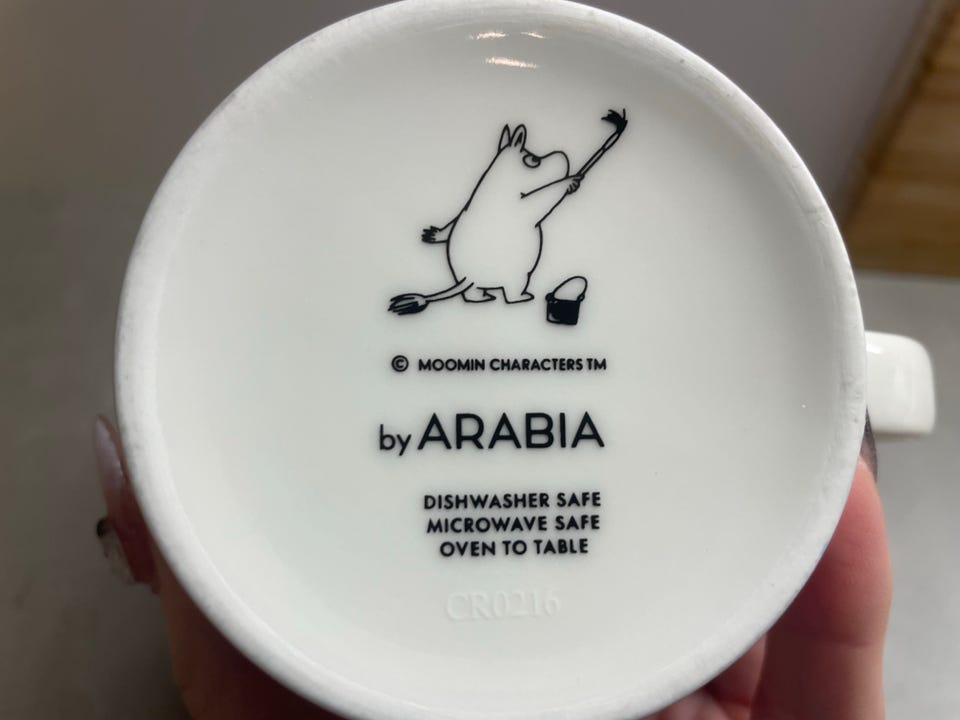 © MOOMIN CHARACTERS TM
by ARABIA
DISHWASHER SAFE
MICROWAVE SAFE
OVEN TO TABLE
CR0216